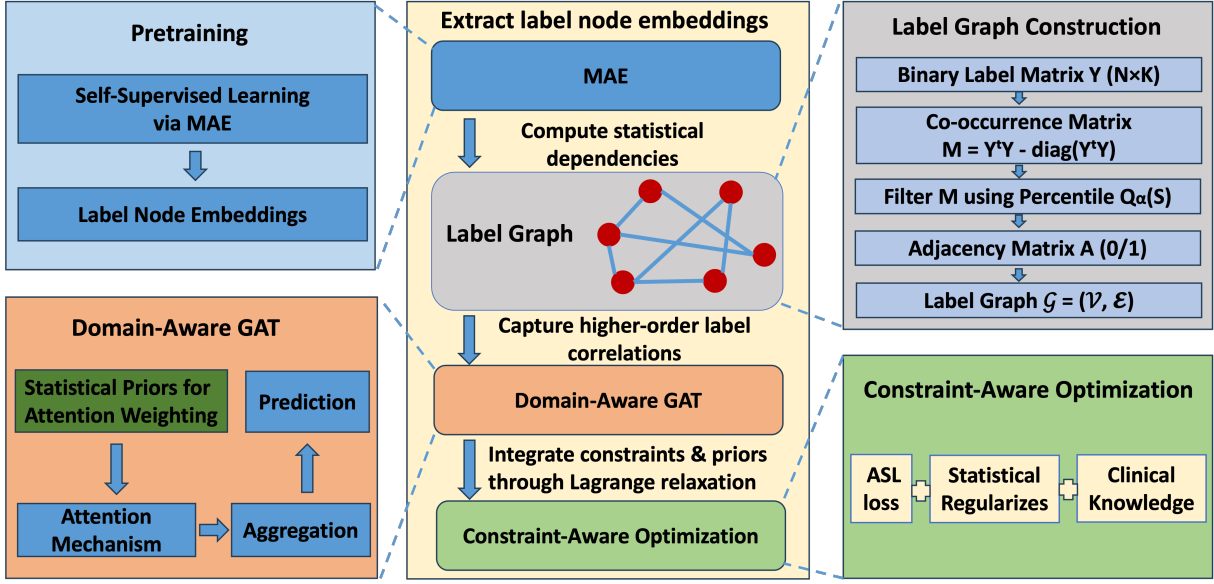 Pretraining
Self-Supervised Learning
via MAE
Label Node Embeddings
Domain-Aware GAT
Statistical Priors for
Attention Weighting
Prediction
Attention
Mechanism
Aggregation
Extract label node embeddings
MAE
Compute statistical
dependencies
Label Graph
Capture higher-order label
correlations
Domain-Aware GAT
Integrate constraints & priors
through Lagrange relaxation
Constraint-Aware Optimization
Label Graph Construction
Binary Label Matrix Y (N×K)
Co-occurrence Matrix
M = YᵗY - diag(YᵗY)
Filter M using Percentile Qα(S)
Adjacency Matrix A (0/1)
Label Graph 𝒢 = (𝒱, ℰ)
Constraint-Aware Optimization
ASL
loss
Statistical
Regularizes
Clinical
Knowledge